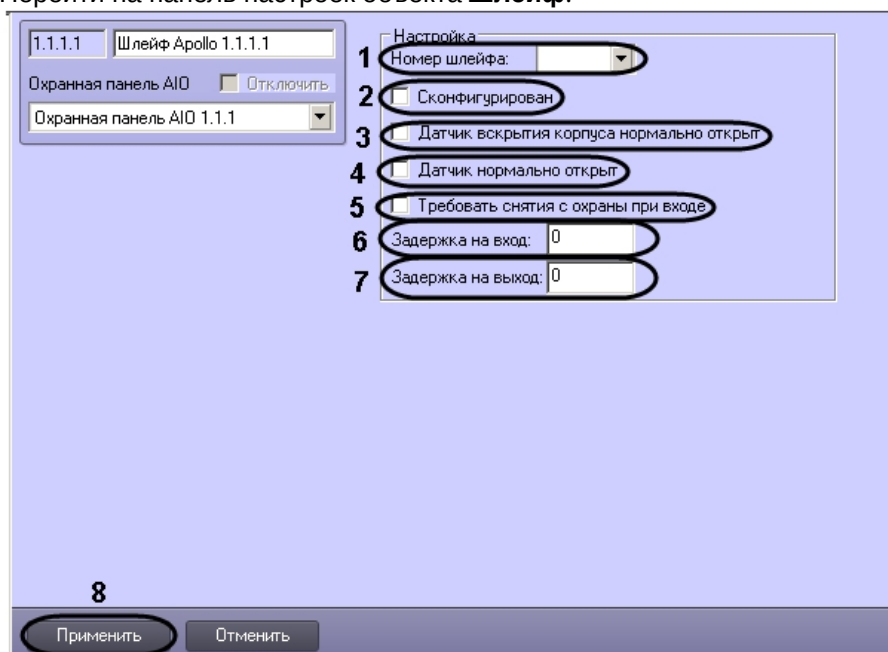 Перейти на панель настроек объекта Шлейф.
1.1.1.1 Шлейф Apollo 1.1.1.1
Охранная панель AIO Отключить
Охранная панель AIO 1.1.1
Настройка
1 Номер шлейфа:
2 Сконфигурирован
3 Датчик вскрытия корпуса нормально открыт
4 Датчик нормально открыт
5 Требовать снятия с охраны при входе
6 Задержка на вход: 0
7 Задержка на выход: 0
8
Применить Отменить